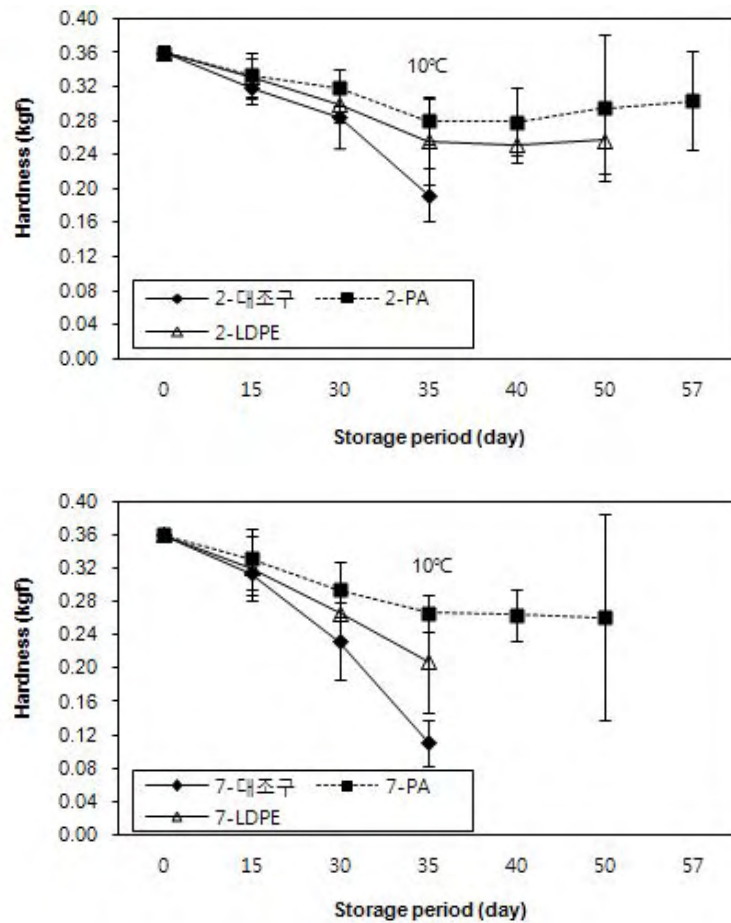 0.40
0.36
0.32
0.28
0.24
0.20
0.16
0.12
0.08
0.04
0.00
Hardness (kgf)
10℃
2-대조구 2-PA
2-LDPE
0 15 30 35 40 50 57
Storage period (day)
0.40
0.36
0.32
0.28
0.24
0.20
0.16
0.12
0.08
0.04
0.00
Hardness (kgf)
10℃
7-대조구 7-PA
7-LDPE
0 15 30 35 40 50 57
Storage period (day)